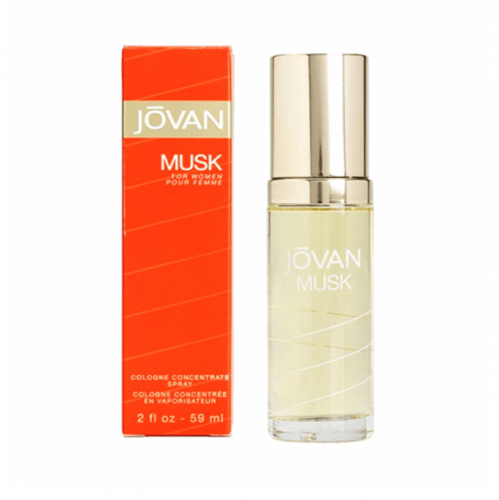 JŌVAN
MUSK
FOR WOMEN
POUR FEMME
COLOGNE CONCENTRATE
SPRAY
COLOGNE CONCENTRÉE
EN VAPORISATEUR
2 fl oz - 59 ml
JŌVAN
MUSK